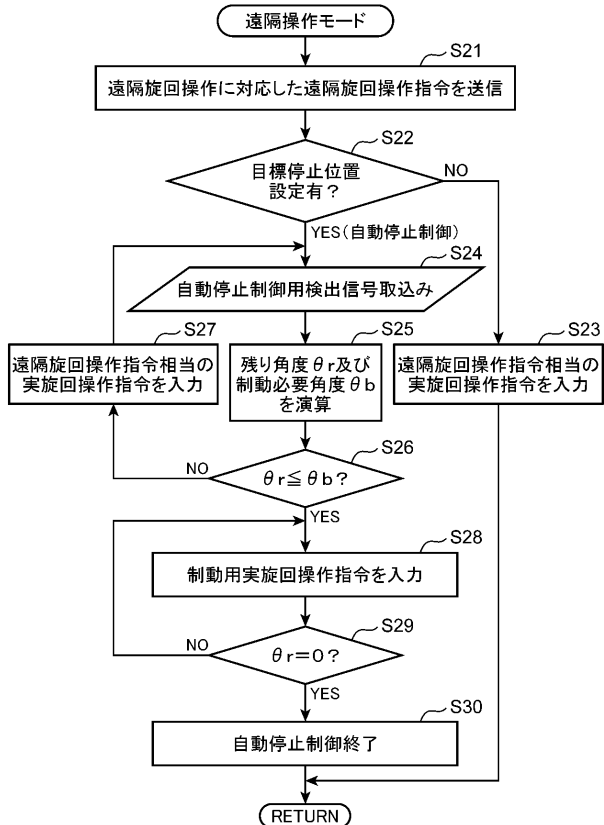 遠隔操作モード
S21
遠隔旋回操作に対応した遠隔旋回操作指令を送信
S22
目標停止位置
設定有？
NO
YES(自動停止制御)
S24
自動停止制御用検出信号取込み
S27
遠隔旋回操作指令相当の
実旋回操作指令を入力
S25
残り角度θr及び
制動必要角度θb
を演算
S23
遠隔旋回操作指令相当の
実旋回操作指令を入力
S26
NO
θr≦θb？
YES
S28
制動用実旋回操作指令を入力
S29
NO
θr=0？
YES
S30
自動停止制御終了
RETURN